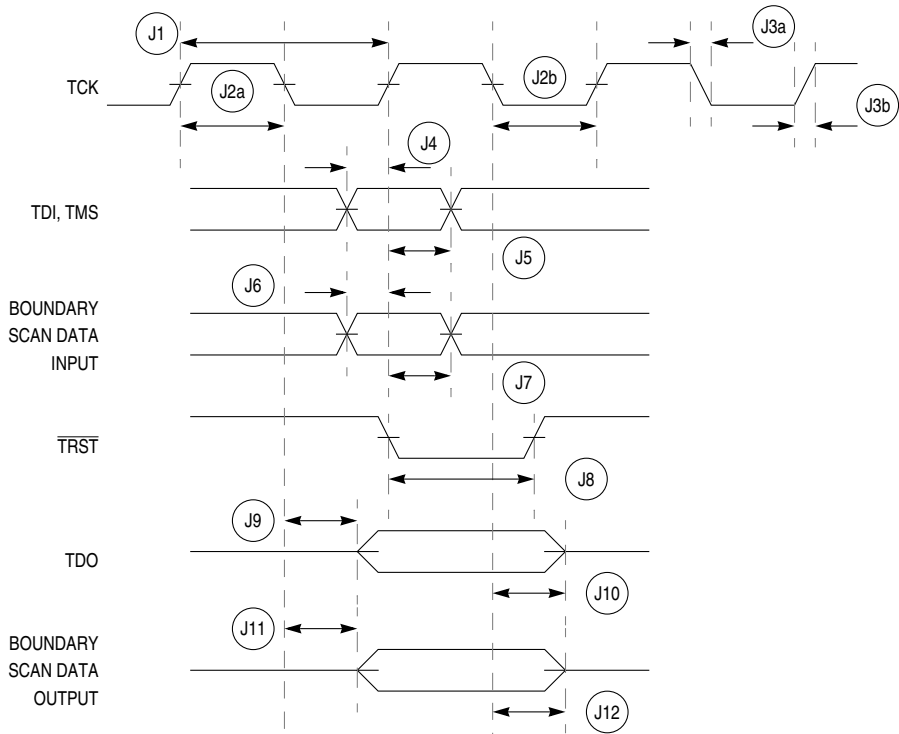 J1
J3a
TCK
J2a
J2b
J3b
J4
TDI, TMS
J5
J6
BOUNDARY
SCAN DATA
INPUT
J7
TRST
J8
J9
TDO
J10
J11
BOUNDARY
SCAN DATA
OUTPUT
J12